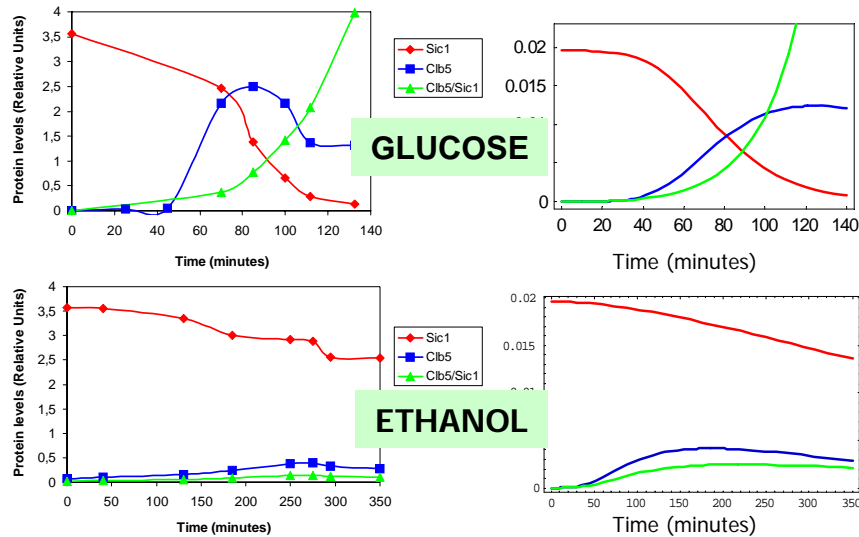 Protein levels (Relative Units)
4
3,5
3
2,5
2
1,5
1
0,5
0
0 20 40 60 80 100 120 140
Time (minutes)
Sic1
Clb5
Clb5/Sic1
0.02
0.015
0
0 20 40 60 80 100 120 140
Time (minutes)
GLUCOSE
Protein levels (Relative Units)
4
3,5
3
2,5
2
1,5
1
0,5
0
0 50 100 150 200 250 300 350
Time (minutes)
Sic1
Clb5
Clb5/Sic1
0.02
0.015
0
0 50 100 150 200 250 300 350
Time (minutes)
ETHANOL